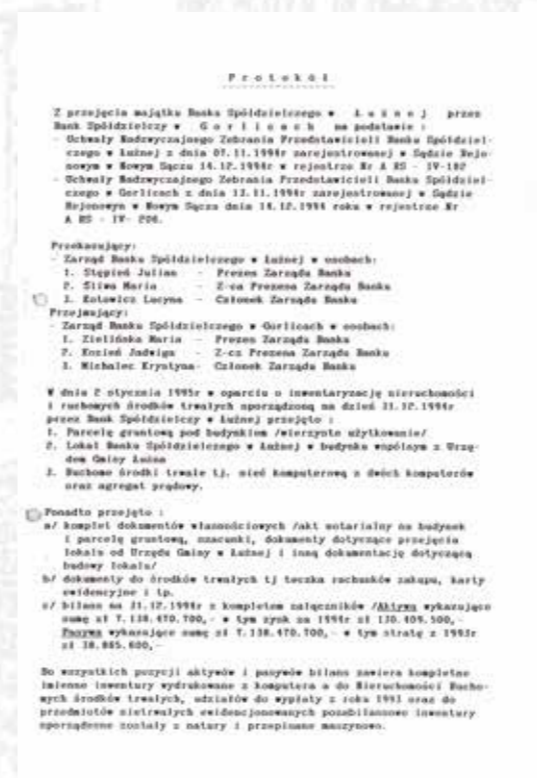 P r o t o k ó ł
Z przejęcia majątku Banku Spółdzielczego w Ł u ż n e j przez
Bank Spółdzielczy w G o r l i c a c h na podstawie :
- Uchwały Nadzwyczajnego Zebrania Przedstawicieli Banku Spółdziel-
czego w Łużnej z dnia 07.11.1994r zarejestrowanej w Sądzie Rejo-
nowym w Nowym Sączu 14.12.1994r w rejestrze Nr A RS - IV-182
- Uchwały Nadzwyczajnego Zebrania Przedstawicieli Banku Spółdziel-
czego w Gorlicach z dnia 12.11.1994r zarejestrowanej w Sądzie
Rejonowym w Nowym Sączu dnia 14.12.1994 roku w rejestrze Nr
A RS - IV- 208.
Przekazujący:
- Zarząd Banku Spółdzielczego w Łużnej w osobach:
1. Stępień Julian - Prezes Zarządu Banku
2. Śliwa Maria - Z-ca Prezesa Zarządu Banku
3. Kotowicz Lucyna - Członek Zarządu Banku
Przejmujący:
- Zarząd Banku Spółdzielczego w Gorlicach w osobach:
1. Zielińska Maria - Prezes Zarządu Banku
2. Kozień Jadwiga - Z-cz Prezesa Zarządu Banku
3. Michalec Krystyna- Członek Zarządu Banku
W dniu 2 stycznia 1995r w oparciu o inwentaryzację nieruchomości
i ruchomych środków trwałych sporządzoną na dzień 31.12.1994r
przez Bank Spółdzielczy w Łużnej przejęto :
1. Parcelę gruntową pod budynkiem /wieczyste użytkowanie/
2. Lokal Banku Spółdzielczego w Łużnej w budynku wspólnym z Urzę-
dem Gminy Łużna
3. Ruchome środki trwałe tj. sieć komputerową z dwóch komputerów
oraz agregat prądowy.
Ponadto przejęto :
a/ komplet dokumentów własnościowych /akt notarialny na budynek
i parcelę gruntową, szacunki, dokumenty dotyczące przejęcia
lokalu od Urzędu Gminy w Łużnej i inną dokumentację dotyczącą
budowy lokalu/
b/ dokumenty do środków trwałych tj teczka rachunków zakupu, karty
ewidencyjne i tp.
c/ bilans na 31.12.1994r z kompletem załączników /Aktywa wykazujące
sumę zł 7.138.470.700,- w tym zysk za 1994r zł 130.409.500,-
Pasywa wykazujące sumę zł 7.138.470.700,- w tym stratę z 1993r
zł 38.885.600,-
Do wszystkich pozycji aktywów i pasywów bilans zawiera kompletne
imienne inwentury wydrukowane z komputera a do Nieruchomości Rucho-
mych środków trwałych, udziałów do wypłaty z roku 1993 oraz do
przedmiotów nietrwałych ewidencjonowanych pozabilansowo inwentury
sporządzone zostały z natury i przepisane maszynowo.